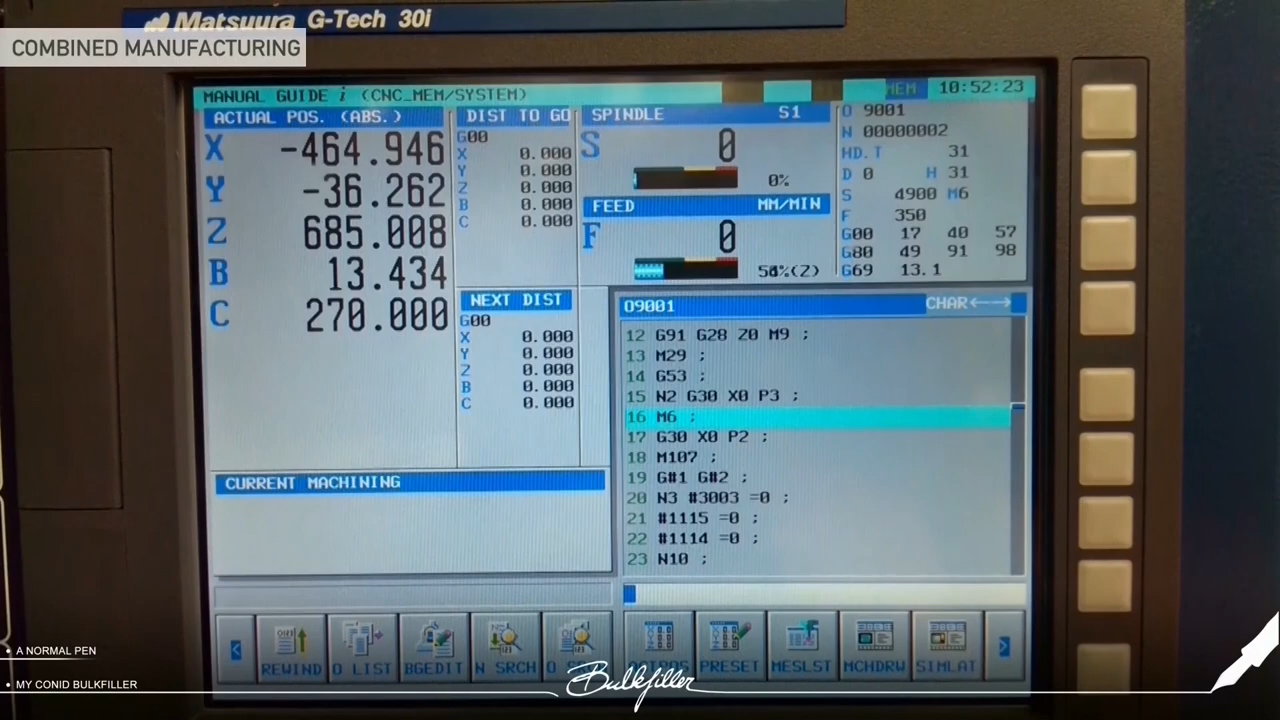 Matsuura G-Tech 30i
COMBINED MANUFACTURING
MANUAL GUIDE i (CNC_MEM/SYSTEM)
MEM 10:52:23
ACTUAL POS. (ABS.)
X -464.946
Y -36.262
Z 685.008
B 13.434
C 270.000
DIST TO GO
G00
X 0.000
Y 0.000
Z 0.000
B 0.000
C 0.000
NEXT DIST
G00
X 0.000
Y 0.000
Z 0.000
B 0.000
C 0.000
SPINDLE S1
S 0
0%
FEED MM/MIN
F 0
(Z)
O 9001
N 00000002
HD.T 31
D 0 H 31
S 4900 M6
F 350
G00 17 40 57
G80 49 91 98
G69 13.1
O9001 CHAR←→
12 G91 G28 Z0 M9 ;
13 M29 ;
14 G53 ;
15 N2 G30 X0 P3 ;
16 M6 ;
17 G30 X0 P2 ;
18 M107 ;
19 G#1 G#2 ;
20 N3 #3003 =0 ;
21 #1115 =0 ;
22 #1114 =0 ;
23 N10 ;
CURRENT MACHINING
< REWIND O LIST BGEDIT N SRCH O PRESET MESLST MCHDRW SIMLAT >
A NORMAL PEN
MY CONID BULKFILLER
Bulkfiller